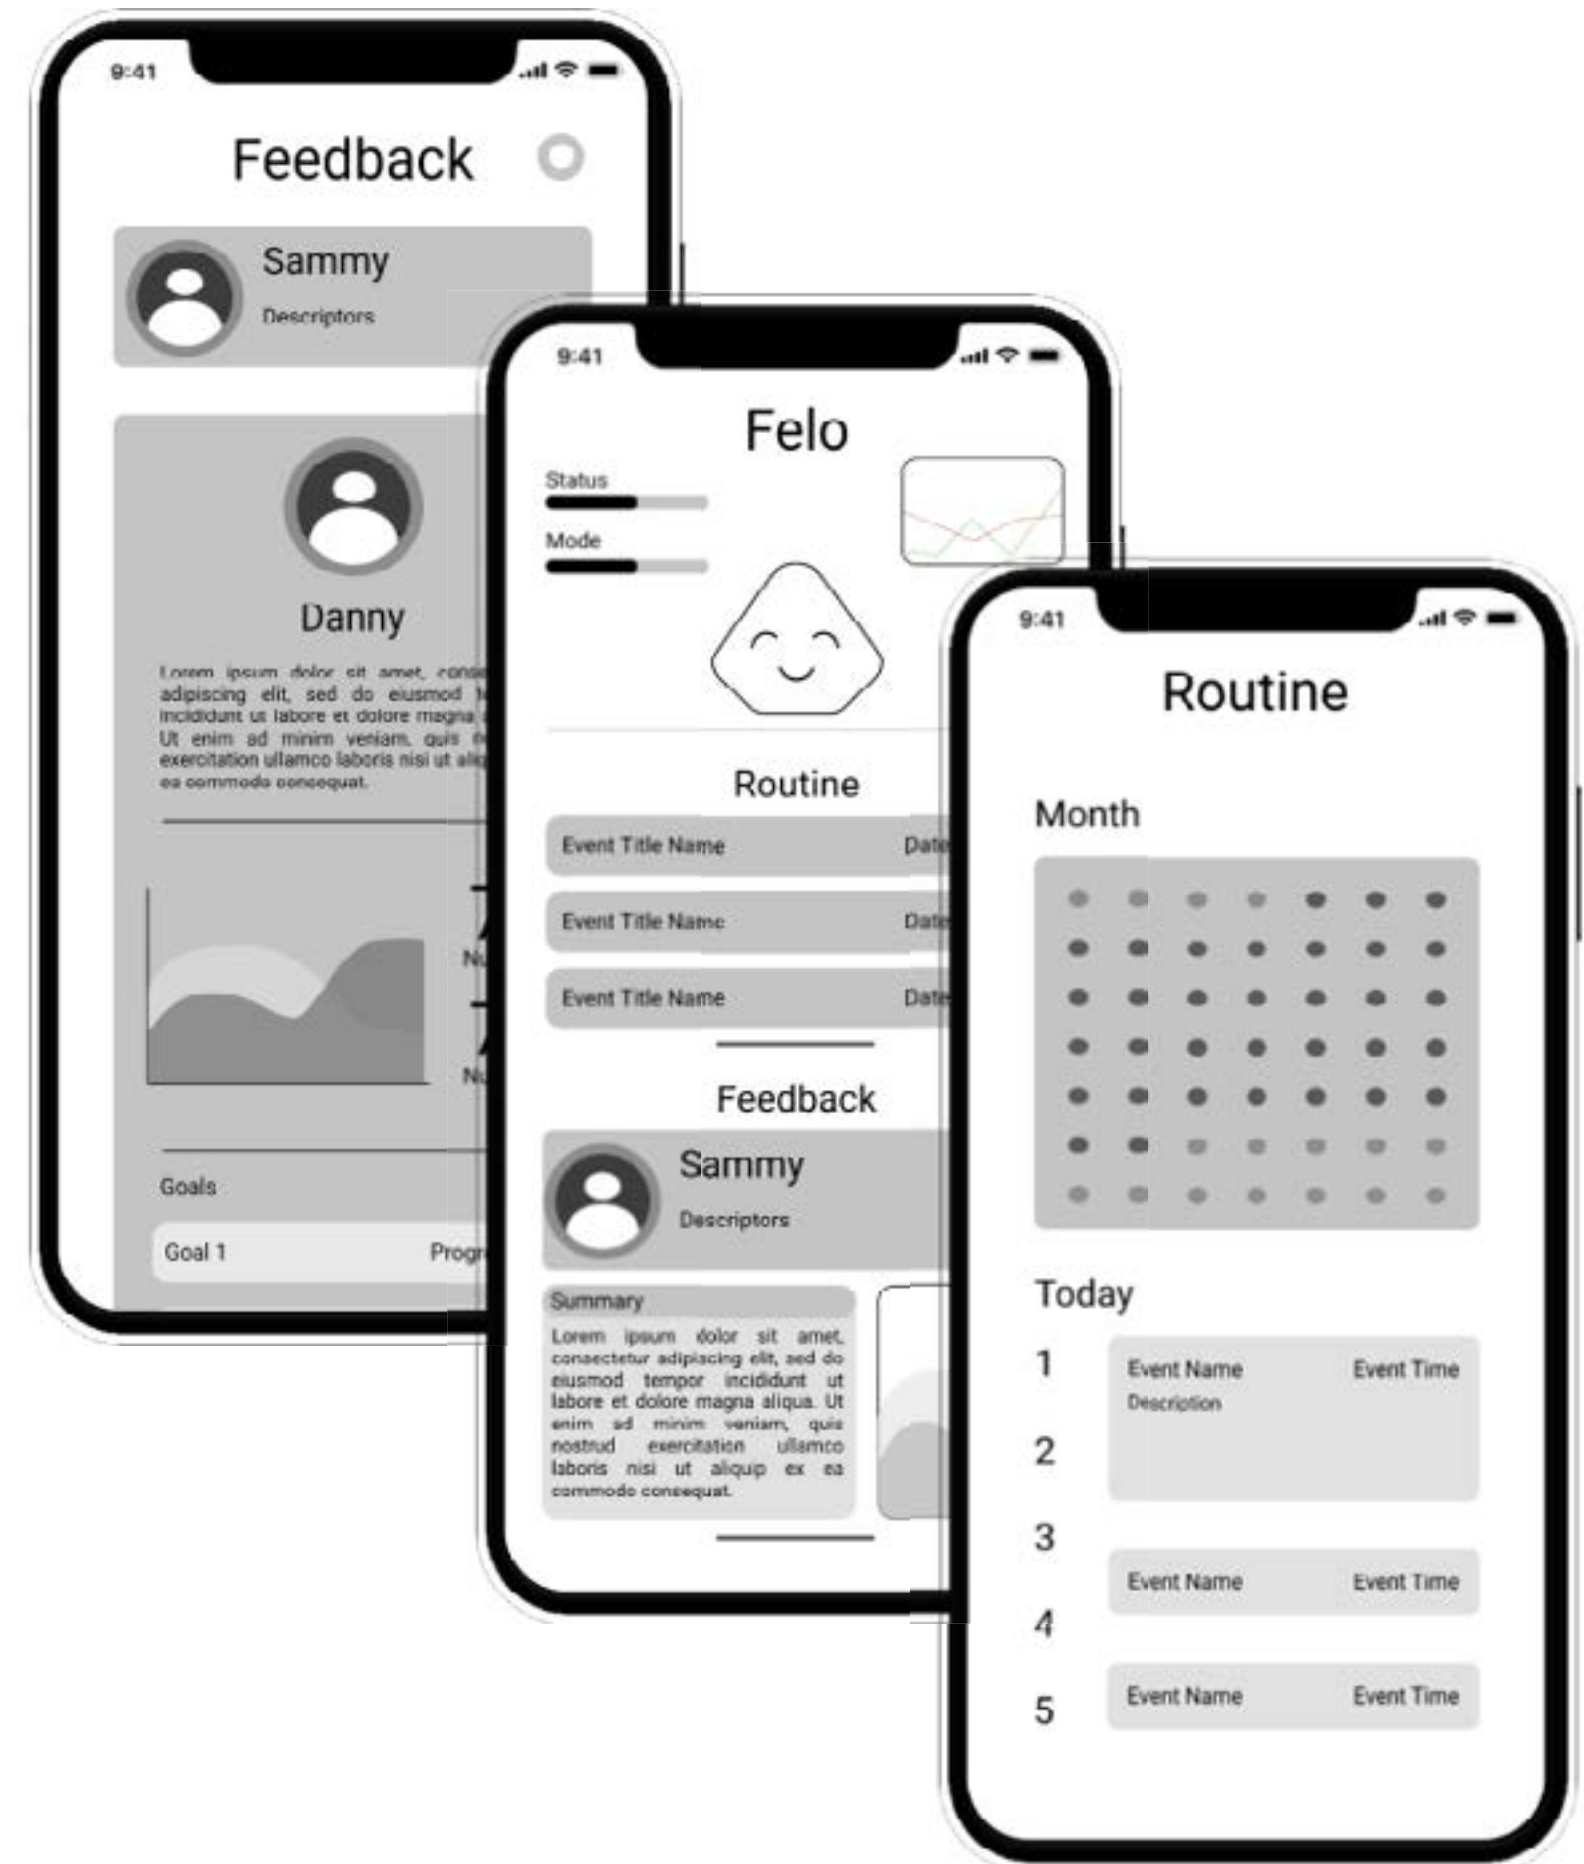 9:41
Feedback
Sammy
Descriptors
Danny
Lorem ipsum dolor sit amet,
adipiscing elit, sed do eiusmod
incididunt ut labore et dolore magna
Ut enim ad minim veniam, quis
exercitation ullamco laboris nisi ut
ea commodo consequat.
Goals
Goal 1
9:41
Felo
Status
Mode
Routine
Event Title Name Date
Event Title Name Date
Event Title Name Date
Feedback
Sammy
Descriptors
Summary
Lorem ipsum dolor sit amet,
consectetur adipiscing elit, sed do
eiusmod tempor incididunt ut
labore et dolore magna aliqua. Ut
enim ad minim veniam, quis
nostrud exercitation ullamco
laboris nisi ut aliquip ex ea
commodo consequat.
9:41
Routine
Month
Today
1
Event Name Event Time
Description
2
3
Event Name Event Time
4
Event Name Event Time
5